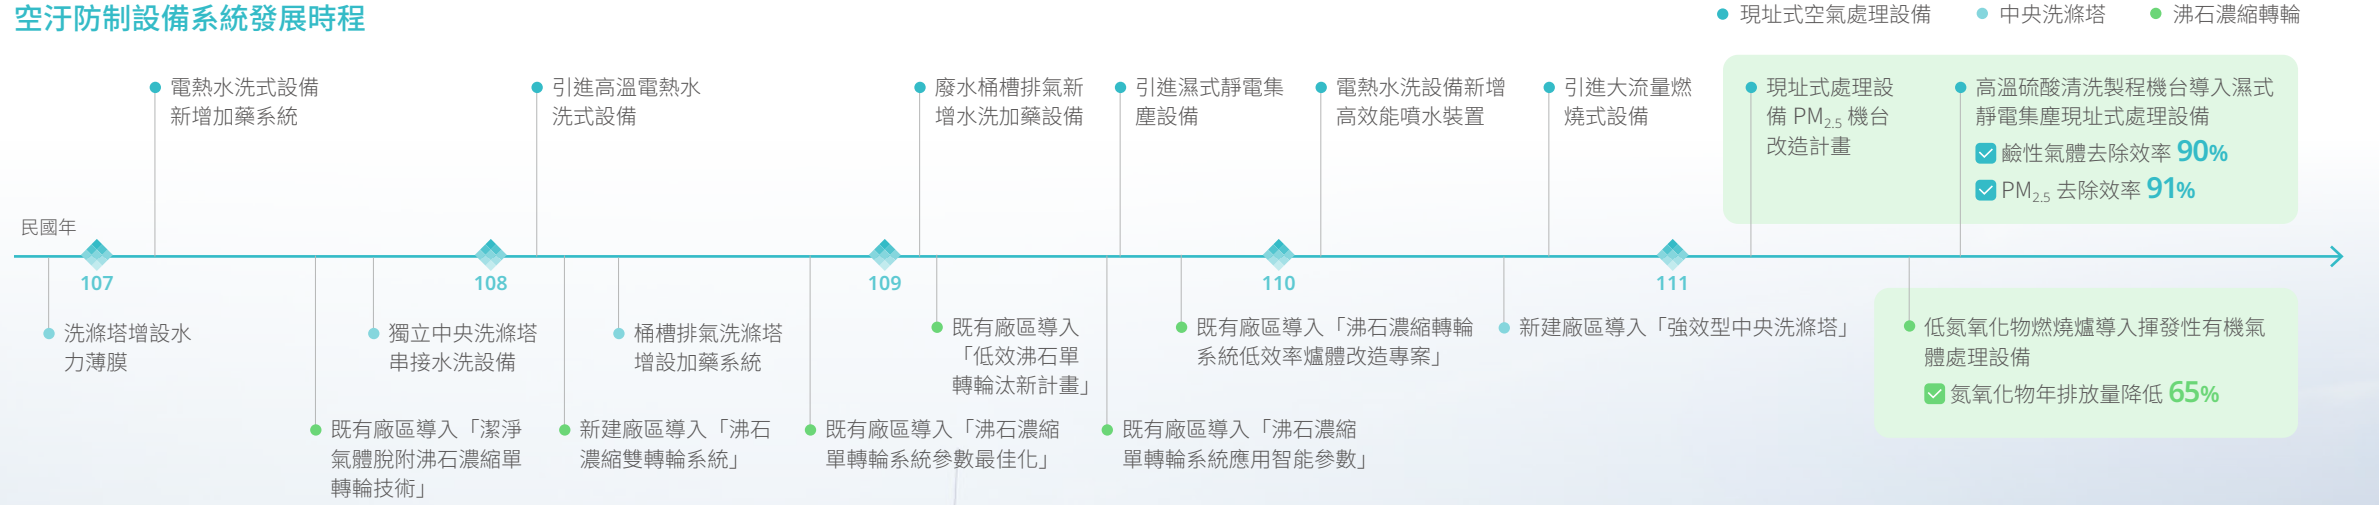 空汙防制設備系統發展時程
現址式空氣處理設備
中央洗滌塔
沸石濃縮轉輪
電熱水洗式設備
新增加藥系統
引進高溫電熱水
洗式設備
廢水桶槽排氣新
增水洗加藥設備
引進濕式靜電集
塵設備
電熱水洗設備新增
高效能噴水裝置
引進大流量燃
燒式設備
現址式處理設
備 PM2.5 機台
改造計畫
高溫硫酸清洗製程機台導入濕式
靜電集塵現址式處理設備
鹼性氣體去除效率 90%
PM2.5 去除效率 91%
民國年
107
108
109
110
111
洗滌塔增設水
力薄膜
既有廠區導入「潔淨
氣體脫附沸石濃縮單
轉輪技術」
獨立中央洗滌塔
串接水洗設備
新建廠區導入「沸石
濃縮雙轉輪系統」
桶槽排氣洗滌塔
增設加藥系統
既有廠區導入「沸石濃縮
單轉輪系統參數最佳化」
既有廠區導入
「低效沸石單
轉輪汰新計畫」
既有廠區導入「沸石濃縮
單轉輪系統應用智能參數」
既有廠區導入「沸石濃縮轉輪
系統低效率爐體改造專案」
新建廠區導入「強效型中央洗滌塔」
低氮氧化物燃燒爐導入揮發性有機氣
體處理設備
氮氧化物年排放量降低 65%